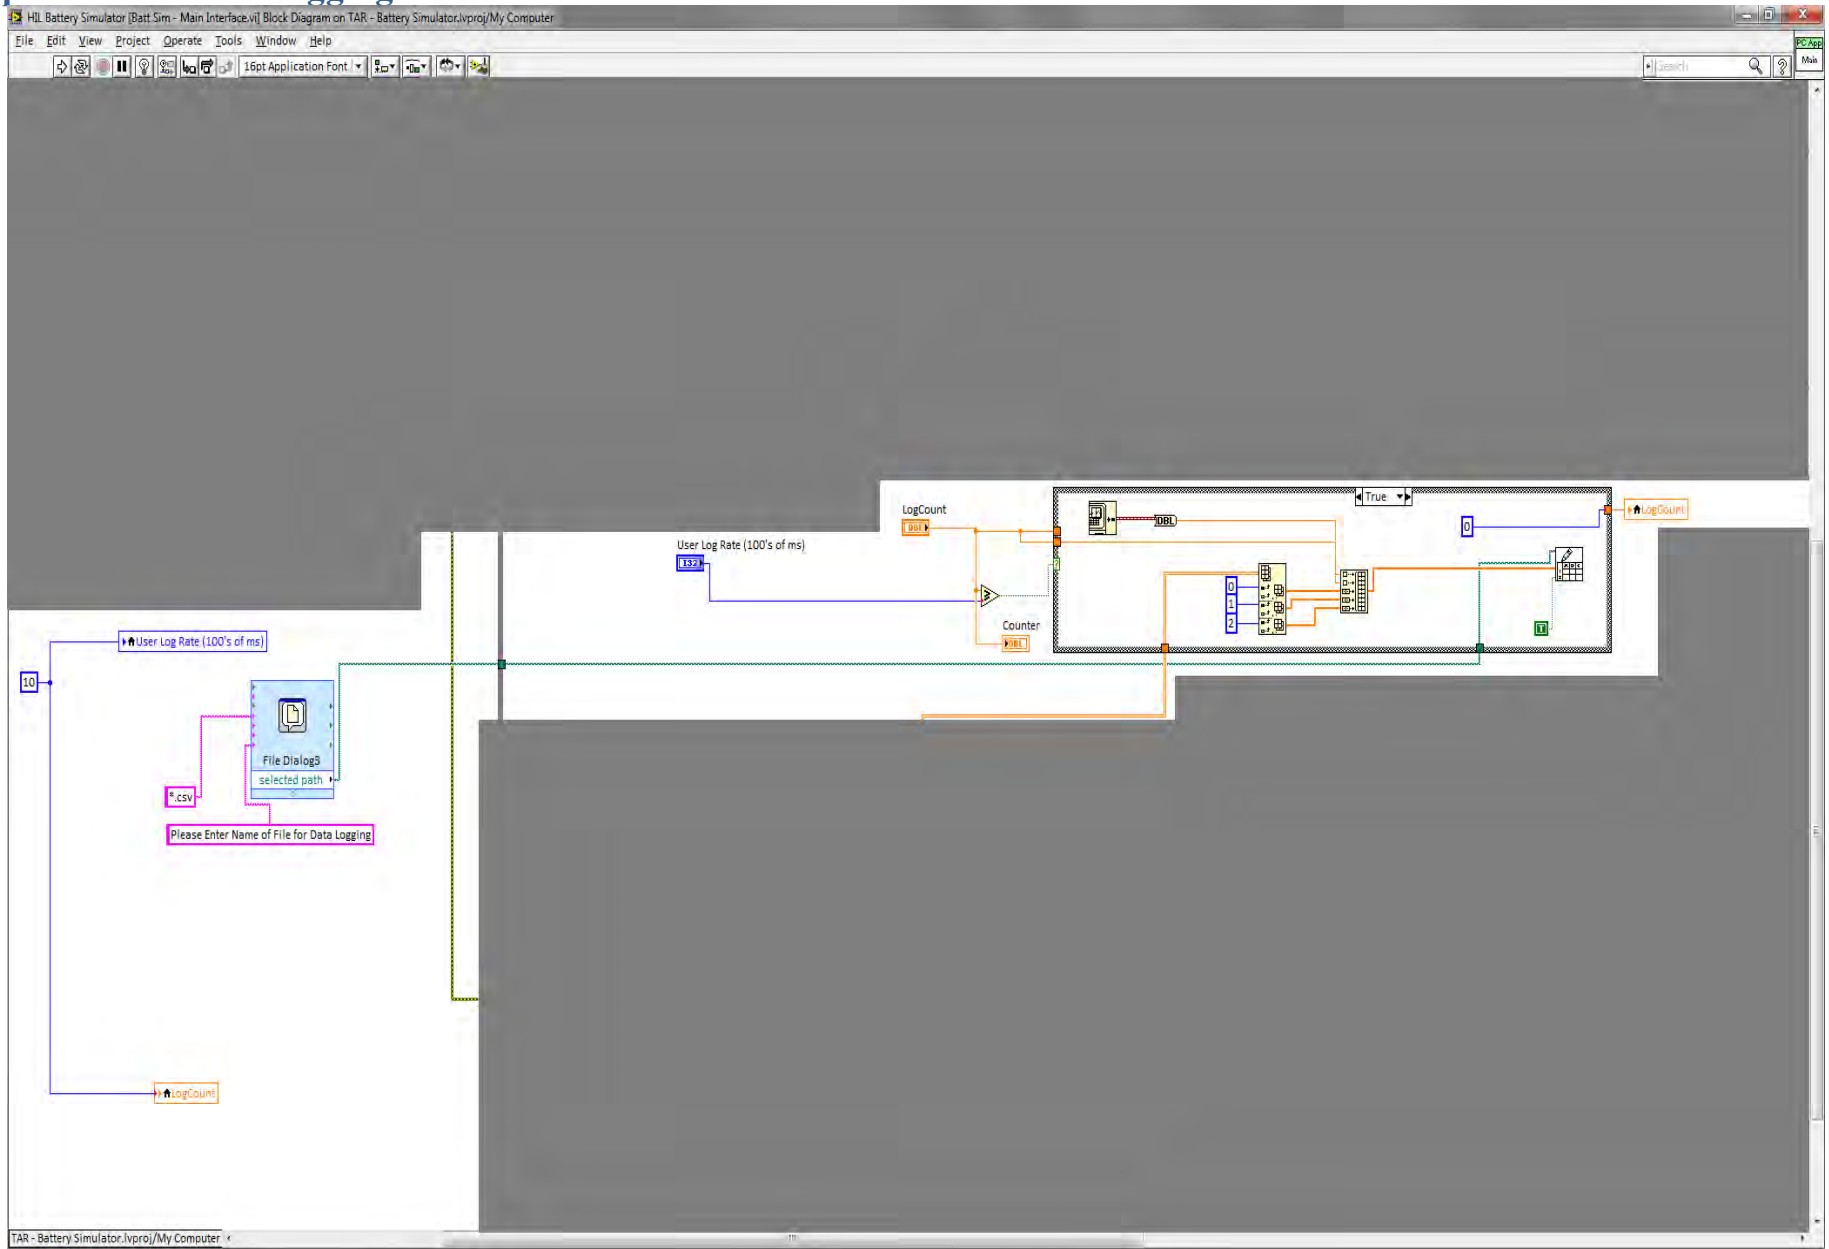 HIL Battery Simulator [Batt Sim - Main Interface.vi] Block Diagram on TAR - Battery Simulator.lvproj/My Computer
File Edit View Project Operate Tools Window Help
PC App
Main
16pt Application Font
Search
True
LogCount
DBL
User Log Rate (100's of ms)
I32
DBL
0
LogCount
0
1
2
T
Counter
DBL
User Log Rate (100's of ms)
10
File Dialog3
selected path
*.csv
Please Enter Name of File for Data Logging
LogCount
TAR - Battery Simulator.lvproj/My Computer